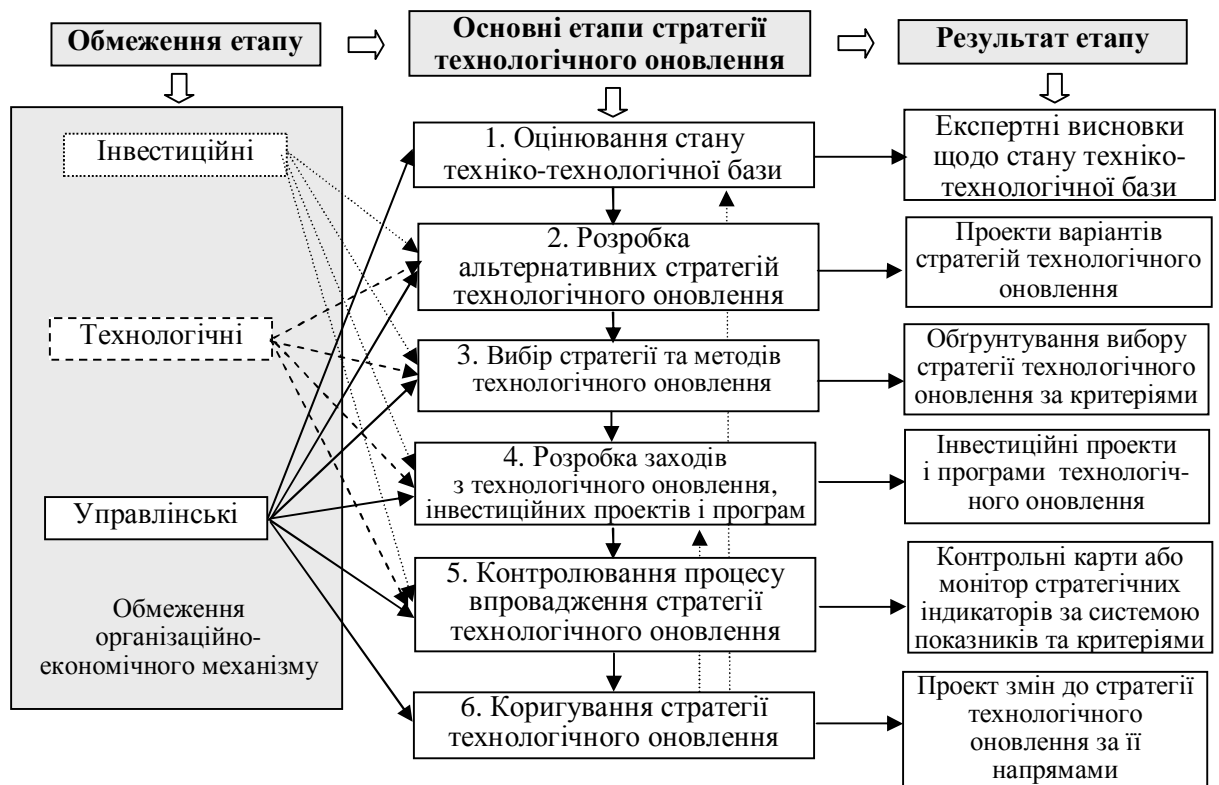 Обмеження етапу
Основні етапи стратегії
технологічного оновлення
Результат етапу
Інвестиційні
Технологічні
Управлінські
Обмеження
організаційно-
економічного механізму
1. Оцінювання стану
техніко-технологічної бази
2. Розробка
альтернативних стратегій
технологічного оновлення
3. Вибір стратегії та методів
технологічного оновлення
4. Розробка заходів
з технологічного оновлення,
інвестиційних проектів і програм
5. Контролювання процесу
впровадження стратегії
технологічного оновлення
6. Коригування стратегії
технологічного оновлення
Експертні висновки
щодо стану техніко-
технологічної бази
Проекти варіантів
стратегій технологічного
оновлення
Обґрунтування вибору
стратегії технологічного
оновлення за критеріями
Інвестиційні проекти
і програми технологіч-
ного оновлення
Контрольні карти або
монітор стратегічних
індикаторів за системою
показників та критеріями
Проект змін до стратегії
технологічного
оновлення за її
напрямами